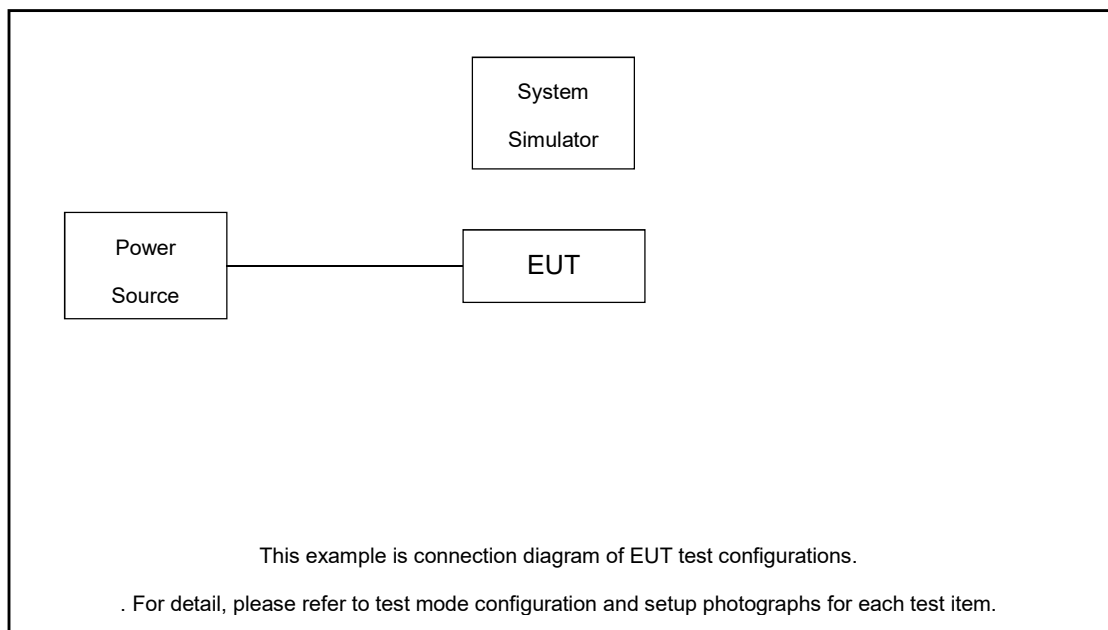 System
Simulator
Power
Source
EUT
This example is connection diagram of EUT test configurations.
. For detail, please refer to test mode configuration and setup photographs for each test item.